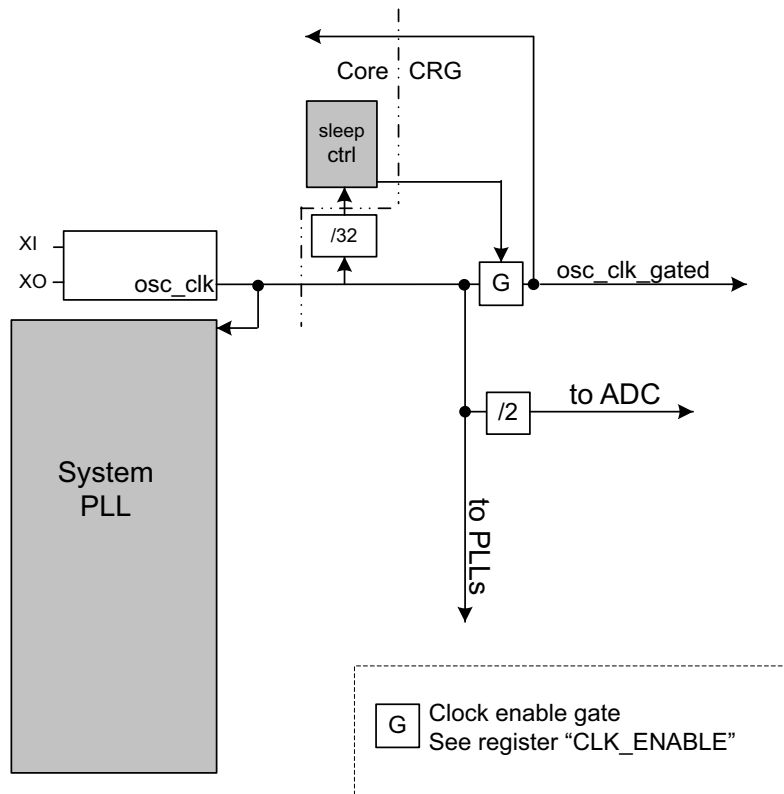 Core CRG
sleep
ctrl
/32
XI
XO
osc_clk
G
osc_clk_gated
/2
to ADC
System
PLL
to PLLs
G
Clock enable gate
See register “CLK_ENABLE”